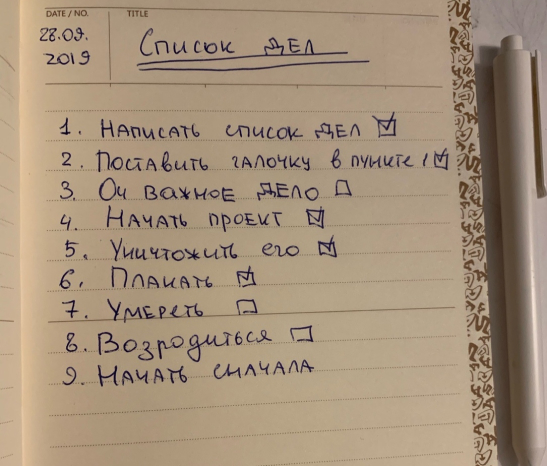 DATE / NO.
TITLE
28.09.
2019
Список дел
1. Написать список дел
2. Поставить галочку в пункте 1
3. Оч важное дело
4. Начать проект
5. Уничтожить его
6. Плакать
7. Умереть
8. Возродиться
9. Начать сначала